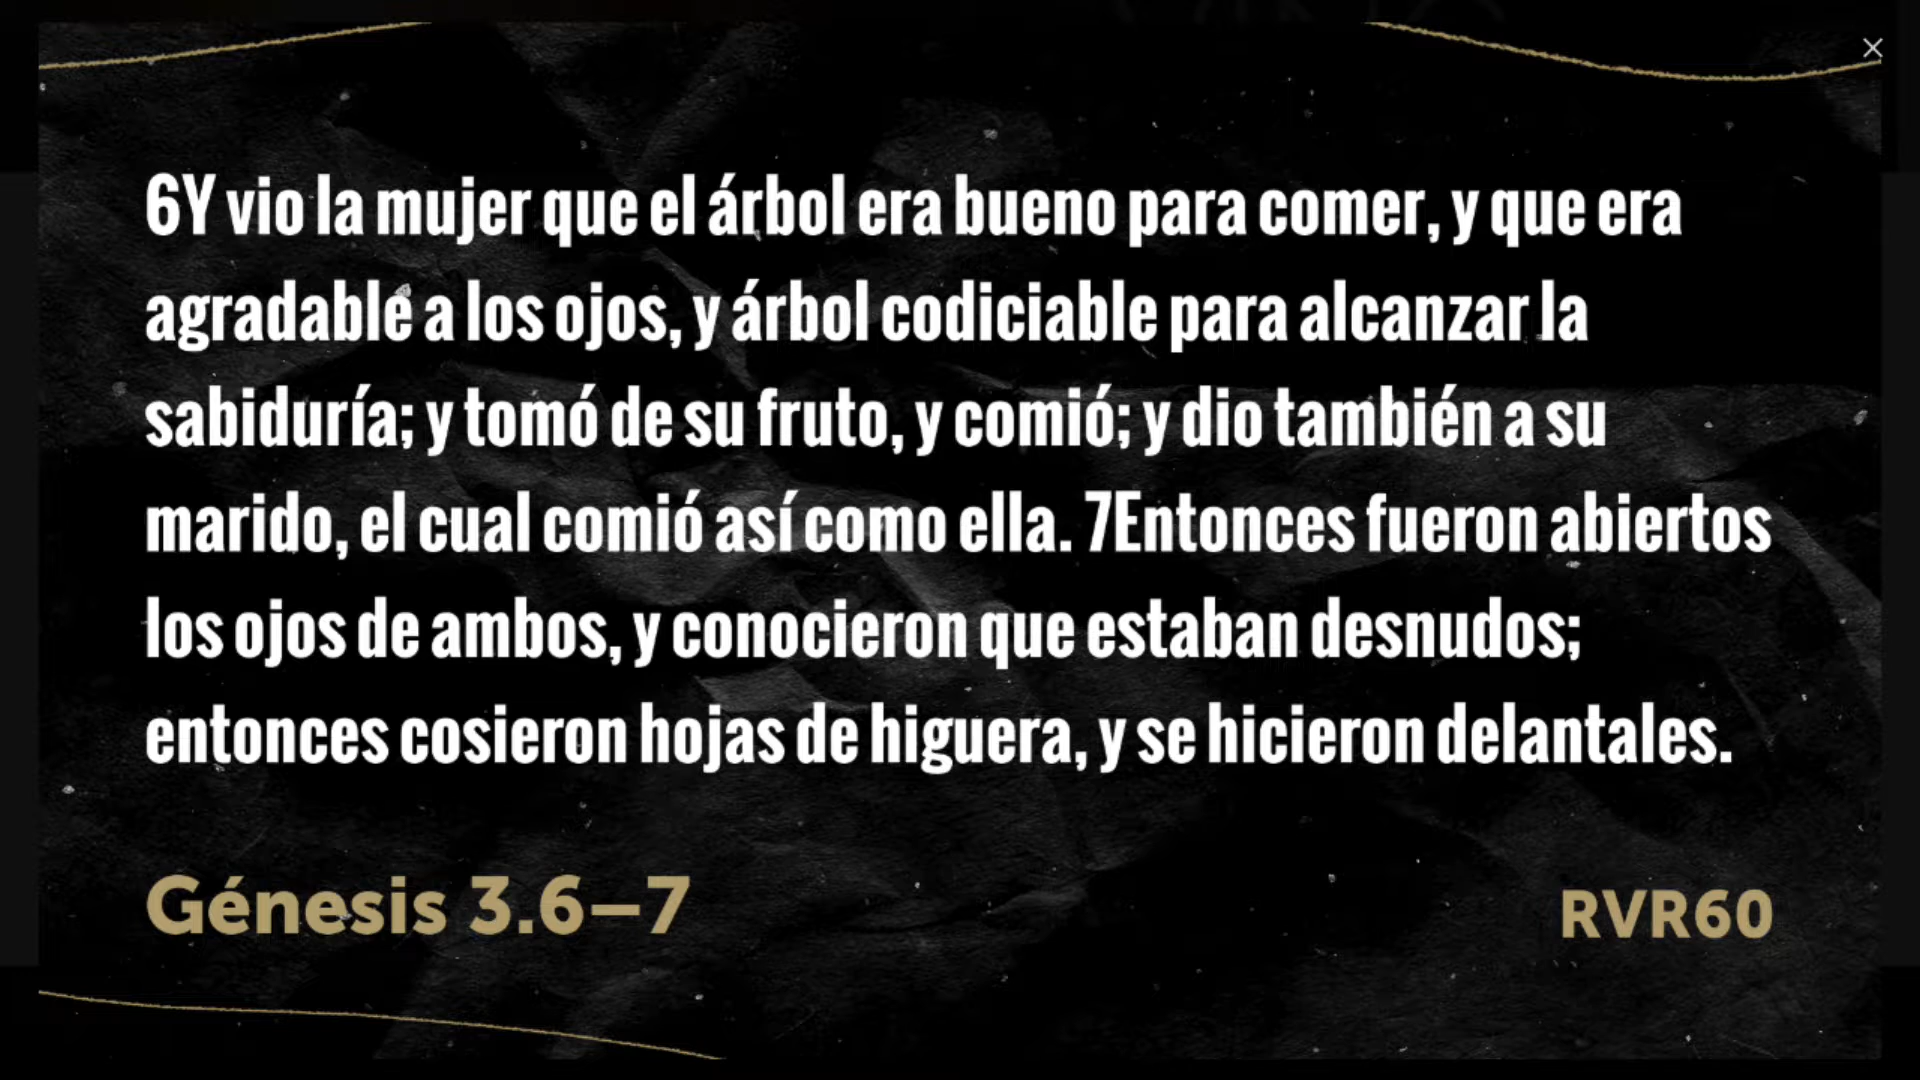 6Y vio la mujer que el árbol era bueno para comer, y que era
agradable a los ojos, y árbol codiciable para alcanzar la
sabiduría; y tomó de su fruto, y comió; y dio también a su
marido, el cual comió así como ella. 7Entonces fueron abiertos
los ojos de ambos, y conocieron que estaban desnudos;
entonces cosieron hojas de higuera, y se hicieron delantales.
Génesis 3.6–7
RVR60